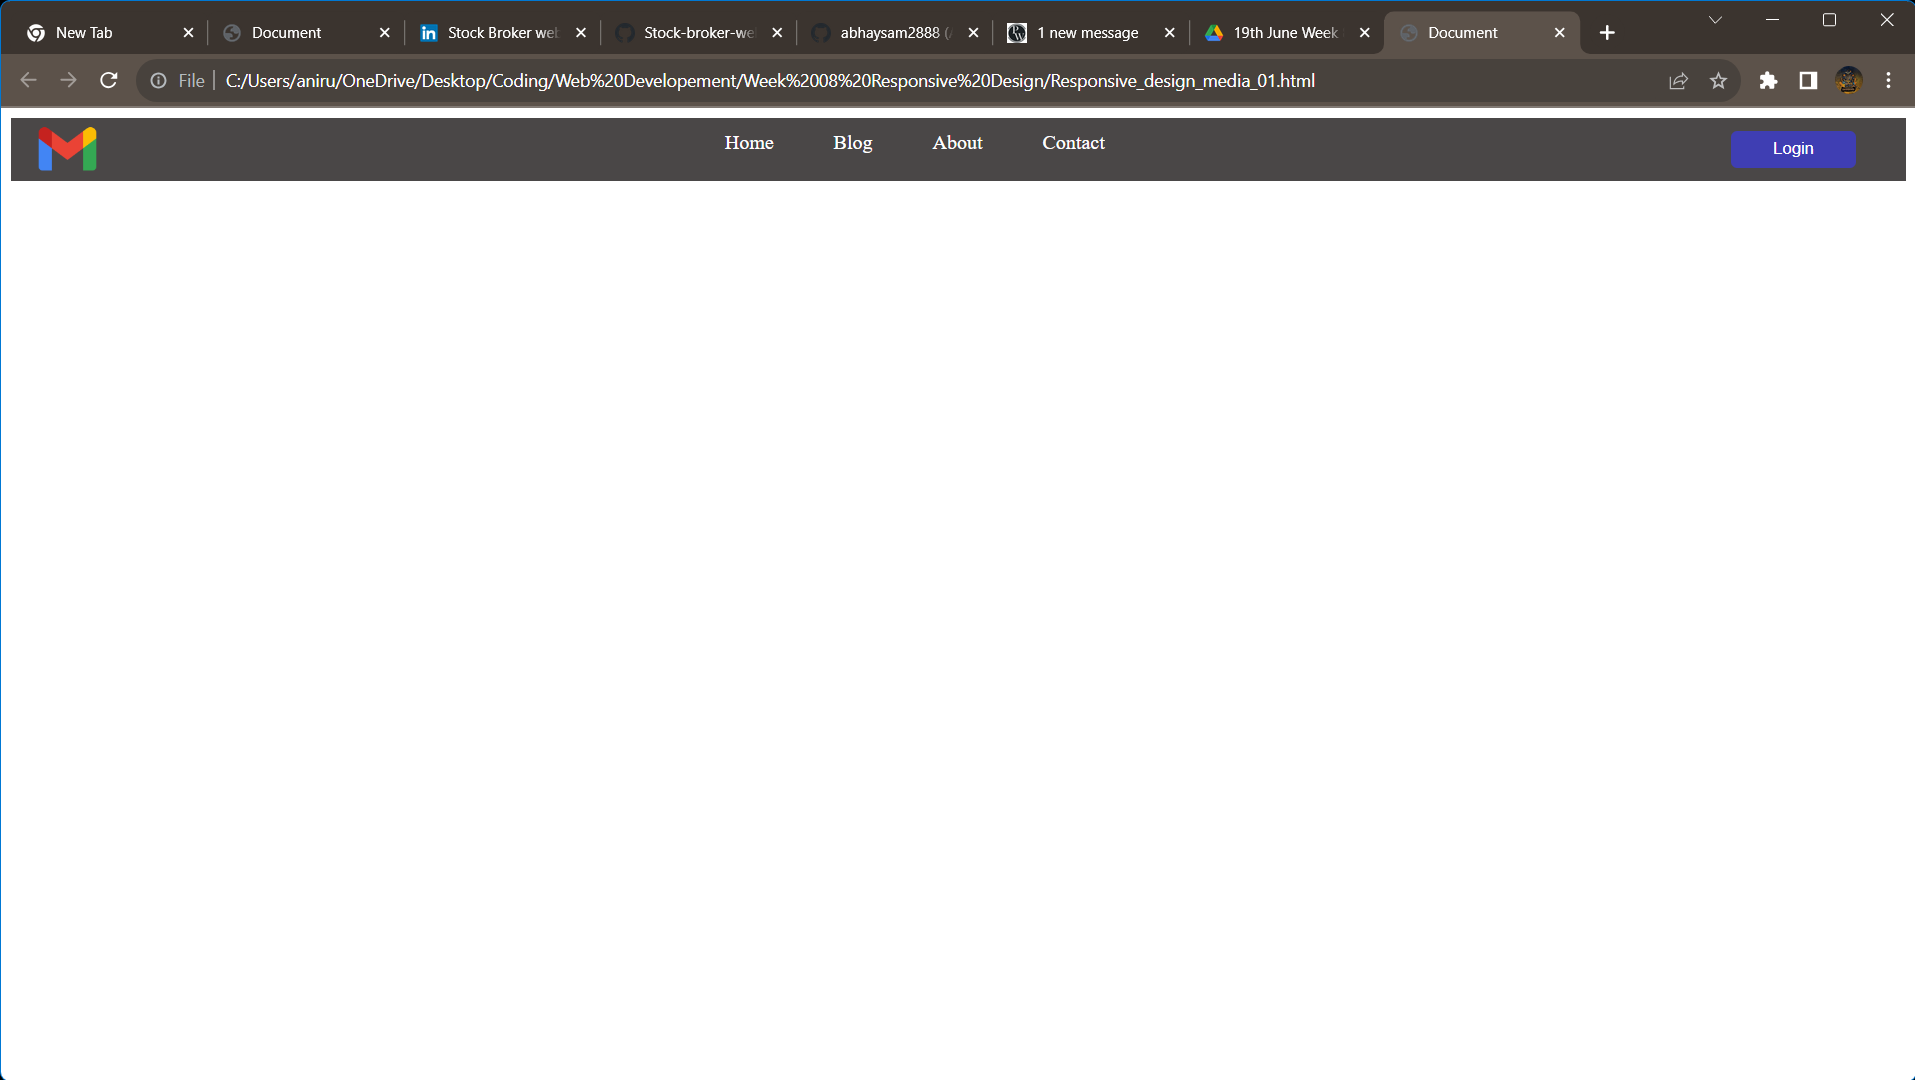 New Tab Document Stock Broker we Stock-broker-we abhaysam2888 ( 1 new message 19th June Week Document
File C:/Users/aniru/OneDrive/Desktop/Coding/Web%20Developement/Week%2008%20Responsive%20Design/Responsive_design_media_01.html
Home Blog About Contact Login